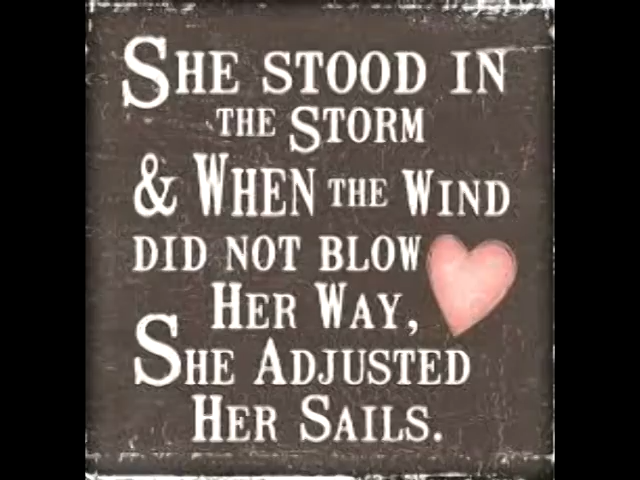 SHE STOOD IN
THE STORM
& WHEN THE WIND
DID NOT BLOW
HER WAY,
SHE ADJUSTED
HER SAILS.